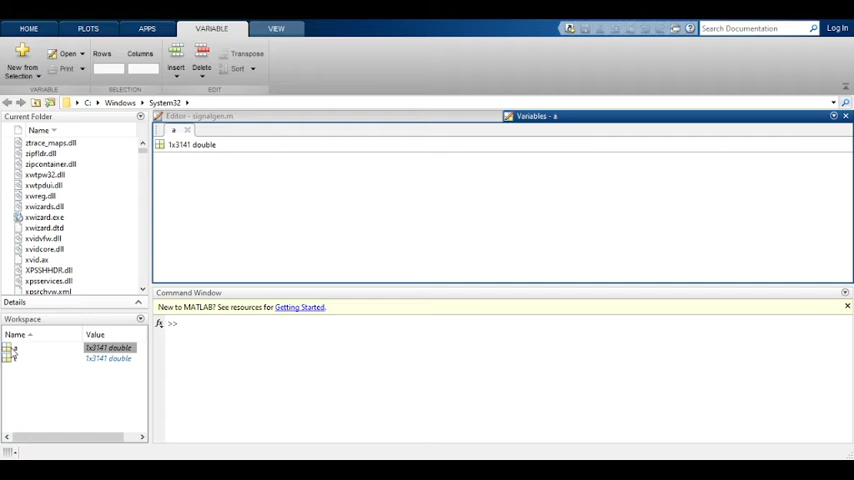 HOME PLOTS APPS VARIABLE VIEW Search Documentation Log In
New from Selection Open Print Rows Columns Insert Delete Transpose Sort
VARIABLE SELECTION EDIT
C: Windows System32
Current Folder
Name
ztrace_maps.dll
zipfldr.dll
zipcontainer.dll
xwtpw32.dll
xwtpdui.dll
xwreg.dll
xwizards.dll
xwizard.exe
xwizard.dtd
xvidvfw.dll
xvidcore.dll
xvid.ax
XPSSHHDR.dll
xpsservices.dll
xpsrchvw.xml
Details
Workspace
Name Value
a 1x3141 double
1x3141 double
Editor - signalgen.m Variables - a
a
1x3141 double
Command Window
New to MATLAB? See resources for Getting Started.
fx >>